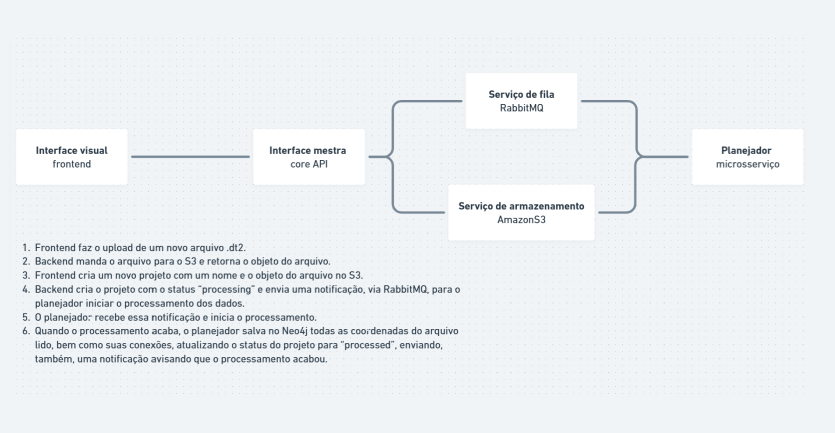 Serviço de fila
RabbitMQ
Interface visual
frontend
Interface mestra
core API
Planejador
microsserviço
Serviço de armazenamento
AmazonS3
1. Frontend faz o upload de um novo arquivo .dt2.
2. Backend manda o arquivo para o S3 e retorna o objeto do arquivo.
3. Frontend cria um novo projeto com um nome e o objeto do arquivo no S3.
4. Backend cria o projeto com o status "processing" e envia uma notificação, via RabbitMQ, para o
planejador iniciar o processamento dos dados.
5. O planejador recebe essa notificação e inicia o processamento.
6. Quando o processamento acaba, o planejador salva no Neo4j todas as coordenadas do arquivo
lido, bem como suas conexões, atualizando o status do projeto para "processed", enviando,
também, uma notificação avisando que o processamento acabou.